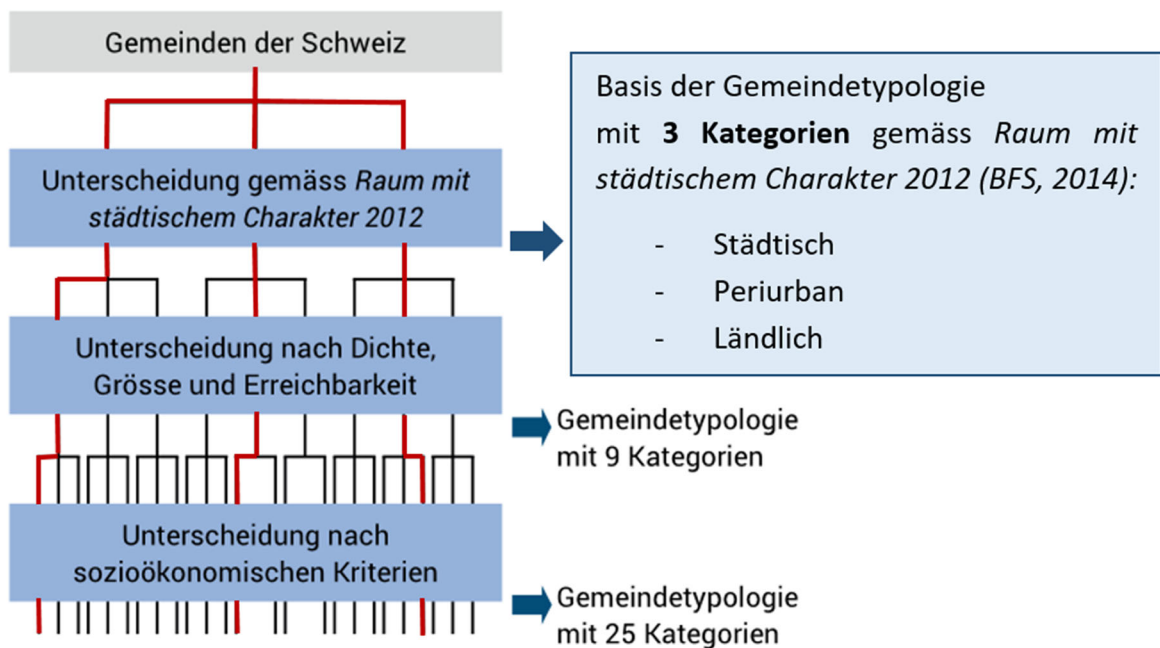 Gemeinden der Schweiz
Unterscheidung gemäss Raum mit
städtischem Charakter 2012
Basis der Gemeindetypologie
mit 3 Kategorien gemäss Raum mit
städtischem Charakter 2012 (BFS, 2014):
- Städtisch
- Periurban
- Ländlich
Unterscheidung nach Dichte,
Grösse und Erreichbarkeit
Gemeindetypologie
mit 9 Kategorien
Unterscheidung nach
sozioökonomischen Kriterien
Gemeindetypologie
mit 25 Kategorien